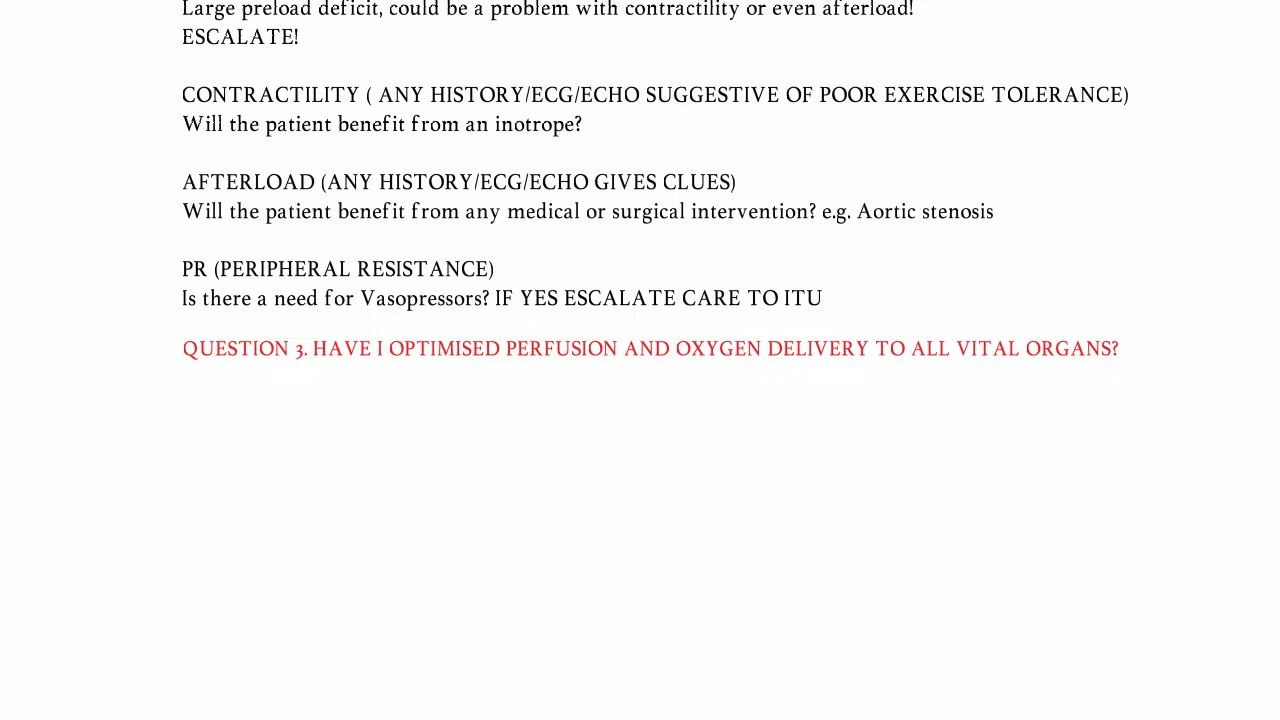 Large preload deficit, could be a problem with contractility or even afterload!
ESCALATE!
CONTRACTILITY ( ANY HISTORY/ECG/ECHO SUGGESTIVE OF POOR EXERCISE TOLERANCE)
Will the patient benefit from an inotrope?
AFTERLOAD (ANY HISTORY/ECG/ECHO GIVES CLUES)
Will the patient benefit from any medical or surgical intervention? e.g. Aortic stenosis
PR (PERIPHERAL RESISTANCE)
Is there a need for Vasopressors? IF YES ESCALATE CARE TO ITU
QUESTION 3. HAVE I OPTIMISED PERFUSION AND OXYGEN DELIVERY TO ALL VITAL ORGANS?